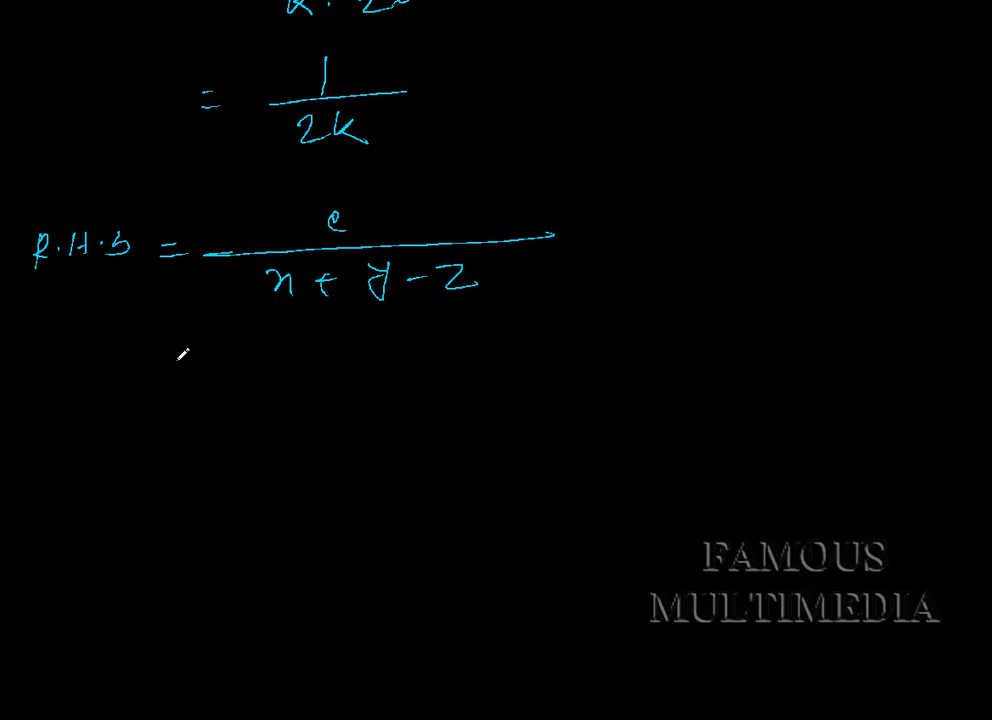 = 1 / 2k
R.H.S = c / x + y - z
FAMOUS
MULTIMEDIA